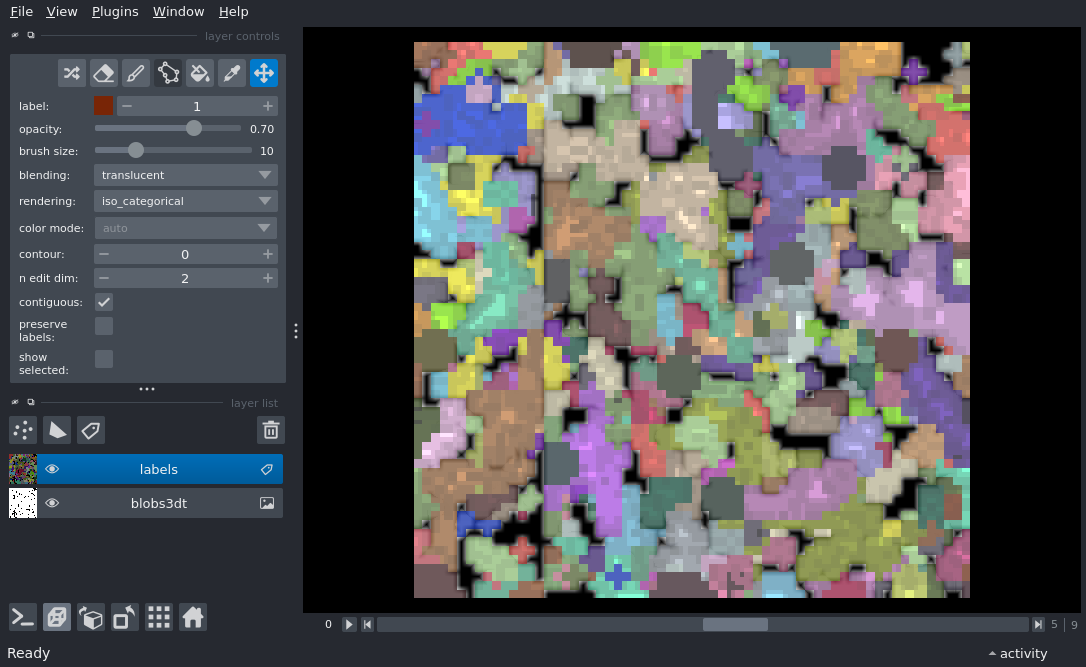 File View Plugins Window Help
layer controls
label: 1
opacity: 0.70
brush size: 10
blending: translucent
rendering: iso_categorical
color mode: auto
contour: 0
n edit dim: 2
contiguous:
preserve
labels:
show
selected:
layer list
labels
blobs3dt
0 5 | 9
Ready activity